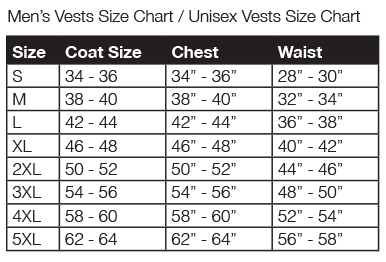 Men’s Vests Size Chart / Unisex Vests Size Chart
Size Coat Size Chest Waist
S 34 - 36 34” - 36” 28” - 30”
M 38 - 40 38” - 40” 32” - 34”
L 42 - 44 42” - 44” 36” - 38”
XL 46 - 48 46” - 48” 40” - 42”
2XL 50 - 52 50” - 52” 44” - 46”
3XL 54 - 56 54” - 56” 48” - 50”
4XL 58 - 60 58” - 60” 52” - 54”
5XL 62 - 64 62” - 64” 56” - 58”